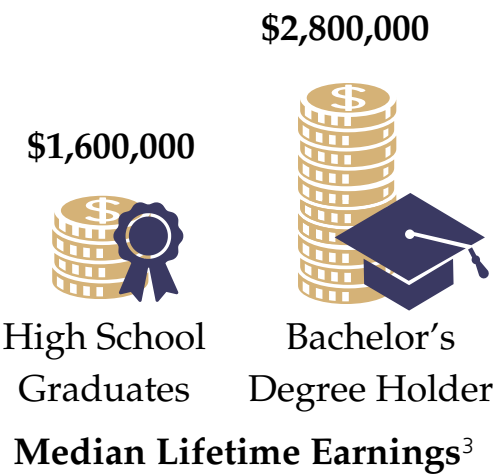 $2,800,000
$1,600,000
$
$
High School
Graduates
Bachelor’s
Degree Holder
Median Lifetime Earnings³